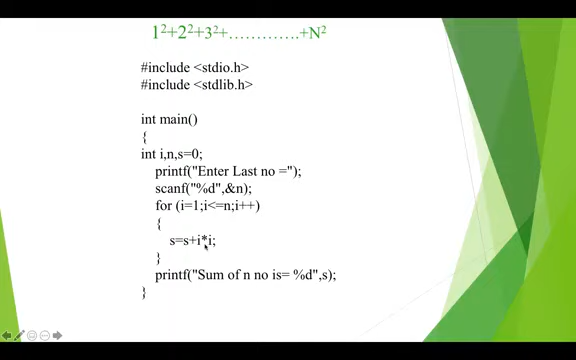 1²+2²+3²+………….+N²
#include <stdio.h>
#include <stdlib.h>
int main()
{
int i,n,s=0;
printf("Enter Last no =");
scanf("%d",&n);
for (i=1;i<=n;i++)
{
s=s+i*i;
}
printf("Sum of n no is= %d",s);
}